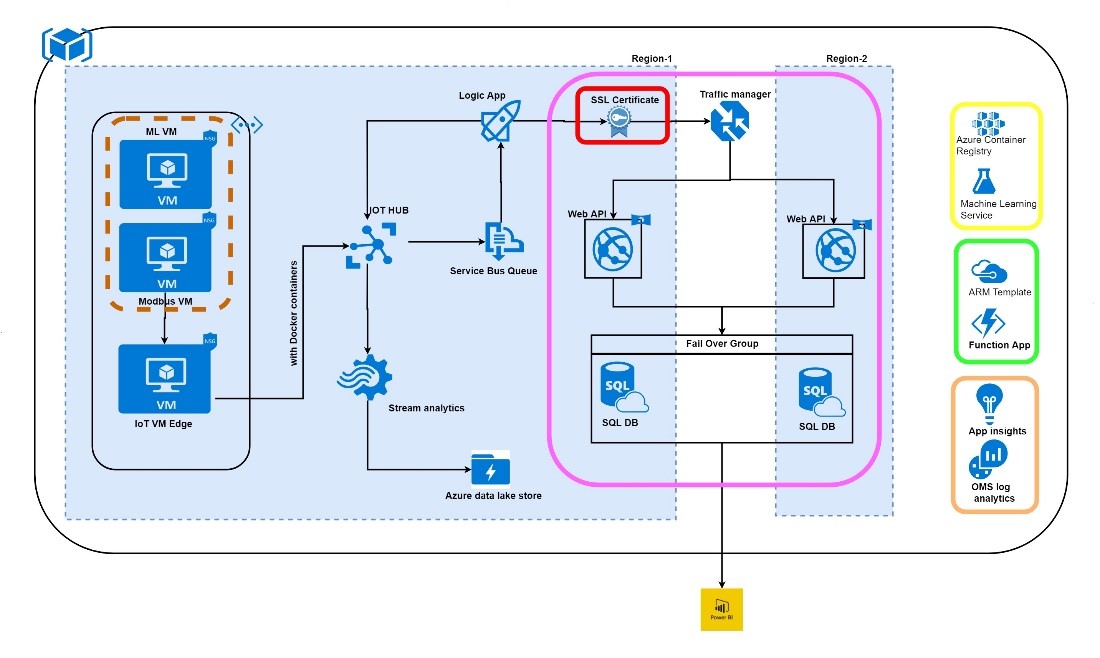 Region-1
Region-2
Logic App
SSL Certificate
Traffic manager
ML VM
NSG
VM
NSG
VM
Modbus VM
NSG
VM
IoT VM Edge
with Docker containers
IOT HUB
Service Bus Queue
Stream analytics
Azure data lake store
Web API
Web API
Fail Over Group
SQL
SQL DB
SQL
SQL DB
Azure Container
Registry
Machine Learning
Service
ARM Template
Function App
App insights
OMS log
analytics
Power BI